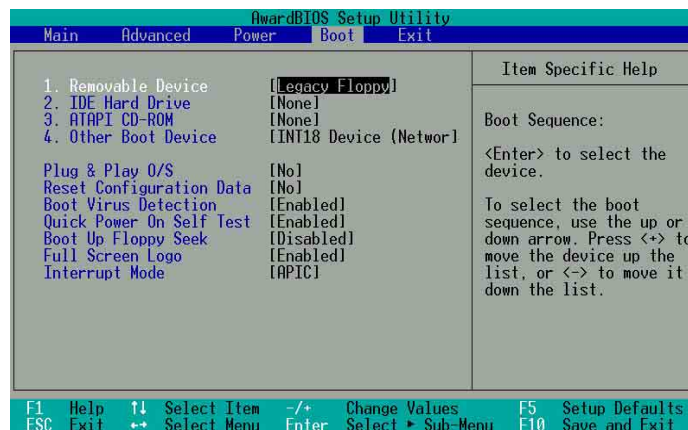 AwardBIOS Setup Utility
Main Advanced Power Boot Exit
1. Removable Device [Legacy Floppy]
2. IDE Hard Drive [None]
3. ATAPI CD-ROM [None]
4. Other Boot Device [INT18 Device (Networ]
Plug & Play O/S [No]
Reset Configuration Data [No]
Boot Virus Detection [Enabled]
Quick Power On Self Test [Enabled]
Boot Up Floppy Seek [Disabled]
Full Screen Logo [Enabled]
Interrupt Mode [APIC]
Item Specific Help
Boot Sequence:
<Enter> to select the
device.
To select the boot
sequence, use the up or
down arrow. Press <+> to
move the device up the
list, or <-> to move it
down the list.
F1 Help ↑↓ Select Item -/+ Change Values F5 Setup Defaults
ESC Exit ←→ Select Menu Enter Select ► Sub-Menu F10 Save and Exit